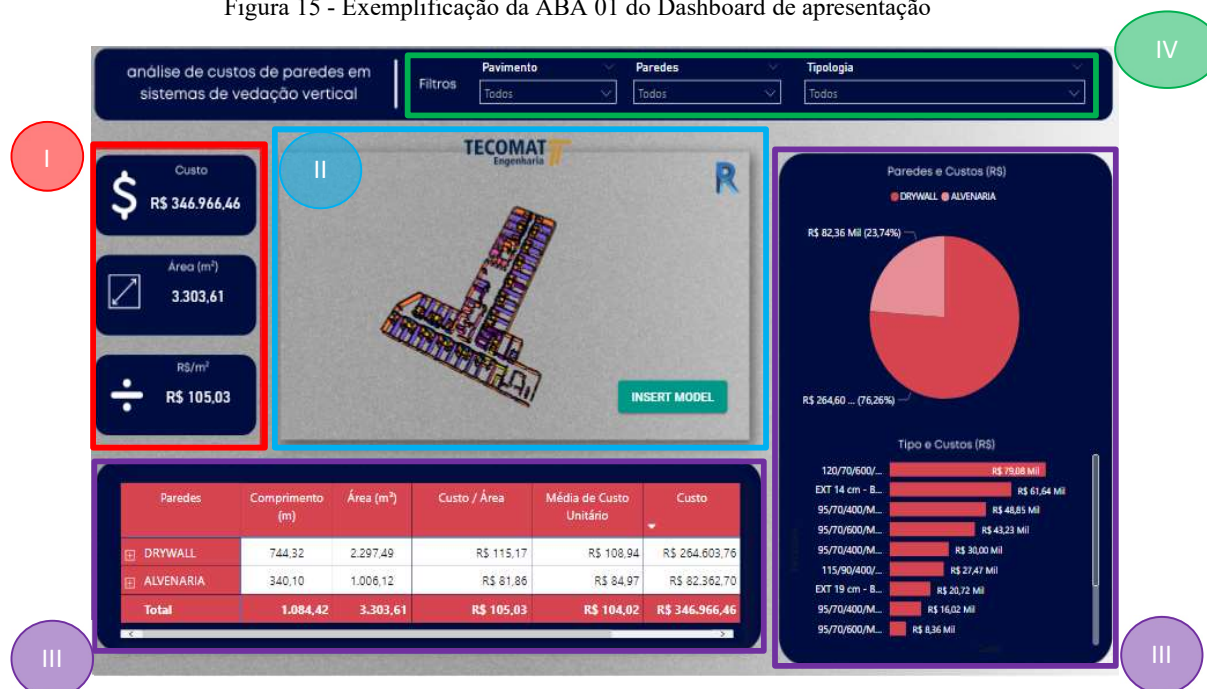 Figura 15 - Exemplificação da ABA 01 do Dashboard de apresentação
IV
análise de custos de paredes em
sistemas de vedação vertical
Filtros
Pavimento
Todos
Paredes
Todos
Tipologia
Todos
I
Custo
R$ 346.966,46
Área (m²)
3.303,61
R$/m²
R$ 105,03
II
TECOMAT
Engenharia
R
INSERT MODEL
Paredes e Custos (R$)
DRYWALL ALVENARIA
R$ 82,36 Mil (23,74%)
R$ 264,60 ... (76,26%)
Tipo e Custos (R$)
120/70/600/... R$ 79,08 Mil
EXT 14 cm - B... R$ 61,64 Mil
95/70/400/M... R$ 48,85 Mil
95/70/600/M... R$ 43,23 Mil
95/70/400/M... R$ 30,00 Mil
115/90/400/... R$ 27,47 Mil
EXT 19 cm - B... R$ 20,72 Mil
95/70/400/M... R$ 16,02 Mil
95/70/600/M... R$ 8,36 Mil
Paredes Comprimento (m) Área (m²) Custo / Área Média de Custo Unitário Custo
DRYWALL 744,32 2.297,49 R$ 115,17 R$ 108,94 R$ 264.603,76
ALVENARIA 340,10 1.006,12 R$ 81,86 R$ 84,97 R$ 82.362,70
Total 1.084,42 3.303,61 R$ 105,03 R$ 104,02 R$ 346.966,46
III
III